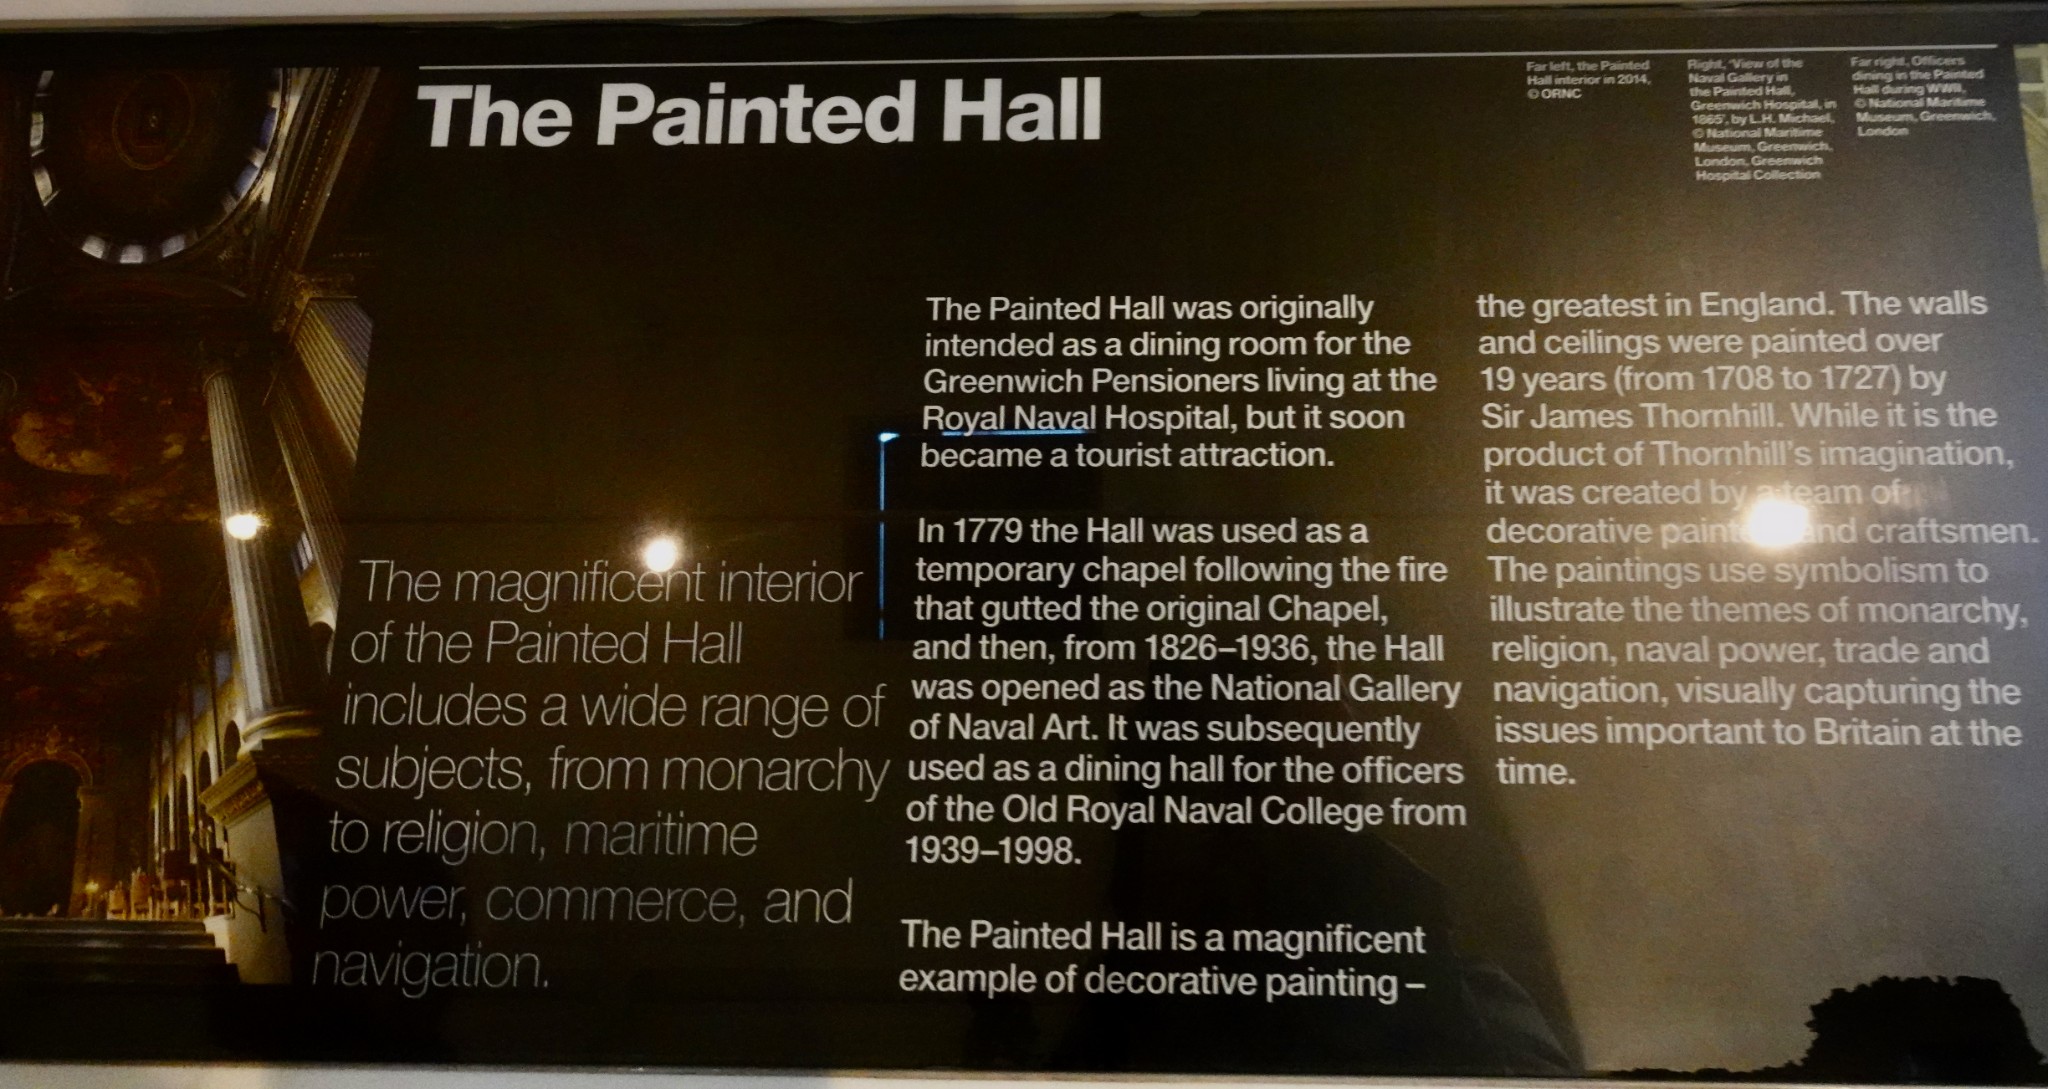 The Painted Hall
Far left, the Painted
Hall interior in 2014,
© ORNC
Right, 'View of the
Naval Gallery in
the Painted Hall,
Greenwich Hospital, in
1865', by L.H. Michael,
© National Maritime
Museum, Greenwich,
London, Greenwich
Hospital Collection
Far right, Officers
dining in the Painted
Hall during WWII,
© National Maritime
Museum, Greenwich,
London
The magnificent interior
of the Painted Hall
includes a wide range of
subjects, from monarchy
to religion, maritime
power, commerce, and
navigation.
The Painted Hall was originally
intended as a dining room for the
Greenwich Pensioners living at the
Royal Naval Hospital, but it soon
became a tourist attraction.
In 1779 the Hall was used as a
temporary chapel following the fire
that gutted the original Chapel,
and then, from 1826–1936, the Hall
was opened as the National Gallery
of Naval Art. It was subsequently
used as a dining hall for the officers
of the Old Royal Naval College from
1939–1998.
The Painted Hall is a magnificent
example of decorative painting –
the greatest in England. The walls
and ceilings were painted over
19 years (from 1708 to 1727) by
Sir James Thornhill. While it is the
product of Thornhill's imagination,
it was created by a team of
decorative painters and craftsmen.
The paintings use symbolism to
illustrate the themes of monarchy,
religion, naval power, trade and
navigation, visually capturing the
issues important to Britain at the
time.